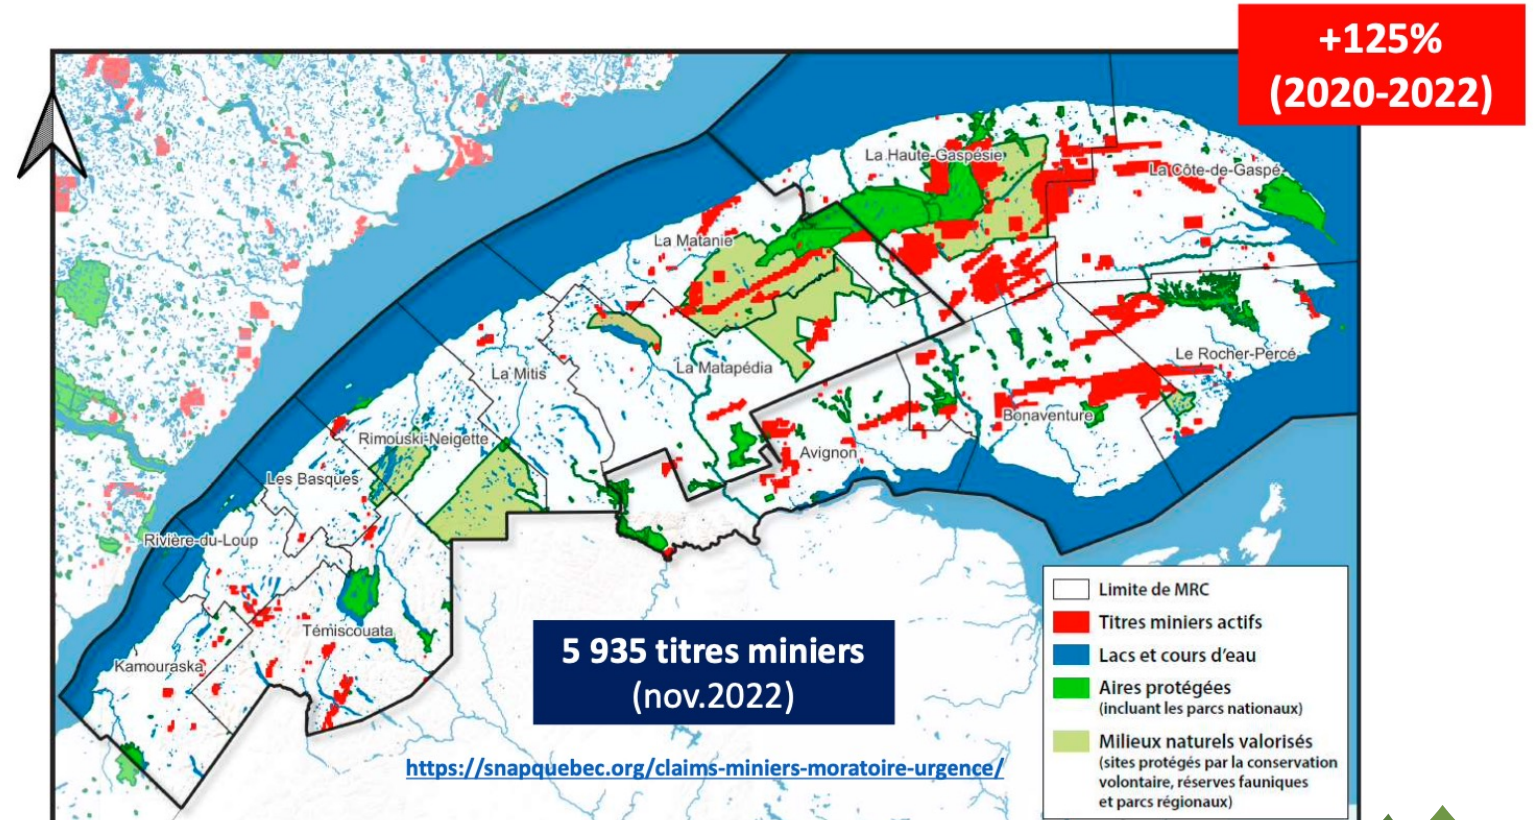 +125%
(2020-2022)
La Haute-Gaspésie
La Côte-de-Gaspé
La Matanie
La Mitis
La Matapédia
Le Rocher-Percé
Bonaventure
Avignon
Rimouski-Neigette
Les Basques
Rivière-du-Loup
Témiscouata
Kamouraska
5 935 titres miniers
(nov.2022)
https://snapquebec.org/claims-miniers-moratoire-urgence/
Limite de MRC
Titres miniers actifs
Lacs et cours d'eau
Aires protégées
(incluant les parcs nationaux)
Milieux naturels valorisés
(sites protégés par la conservation
volontaire, réserves fauniques
et parcs régionaux)